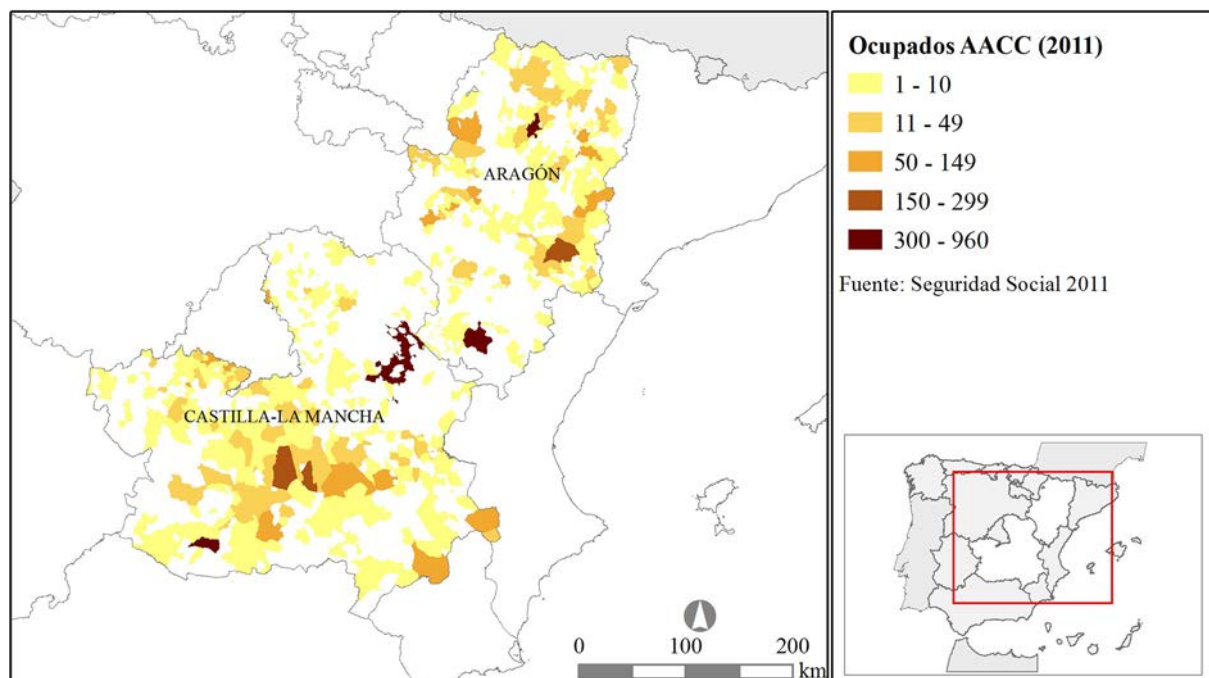 ARAGÓN
CASTILLA-LA MANCHA
0 100 200
km
Ocupados AACC (2011)
1 - 10
11 - 49
50 - 149
150 - 299
300 - 960
Fuente: Seguridad Social 2011